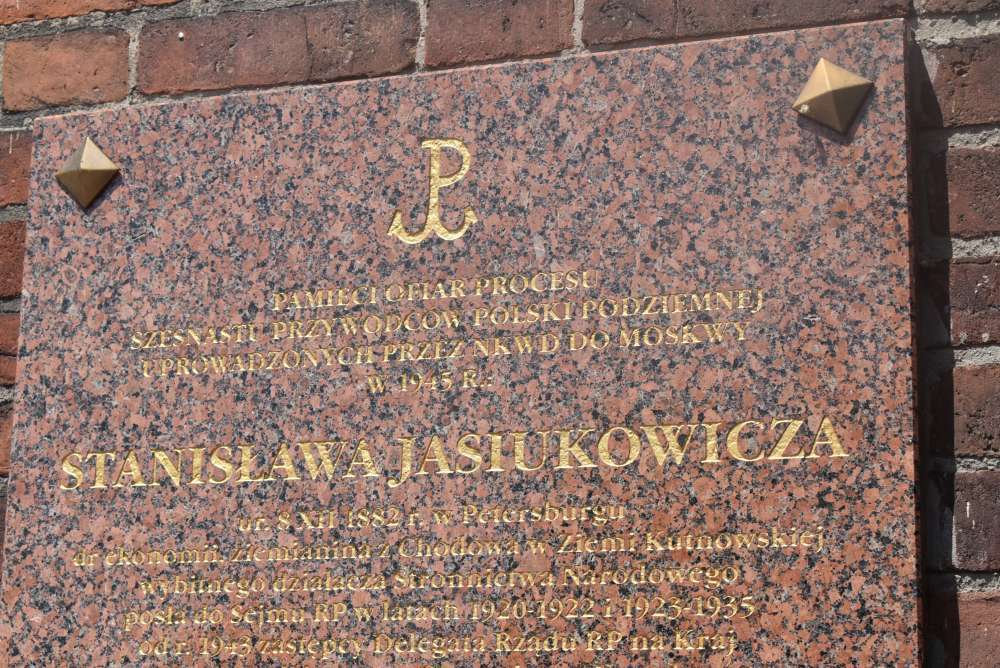 PAMIĘCI OFIAR PROCESU
SZESNASTU PRZYWÓDCÓW POLSKI PODZIEMNEJ
UPROWADZONYCH PRZEZ NKWD DO MOSKWY
W 1945 R.:
STANISŁAWA JASIUKOWICZA
ur. 8 XII 1882 r. w Petersburgu
dr ekonomii, ziemianina z Chodowa w Ziemi Kutnowskiej
wybitnego działacza Stronnictwa Narodowego
posła do Sejmu RP w latach 1920-1922 i 1923-1935
od r. 1943 zastępcy Delegata Rządu RP na Kraj